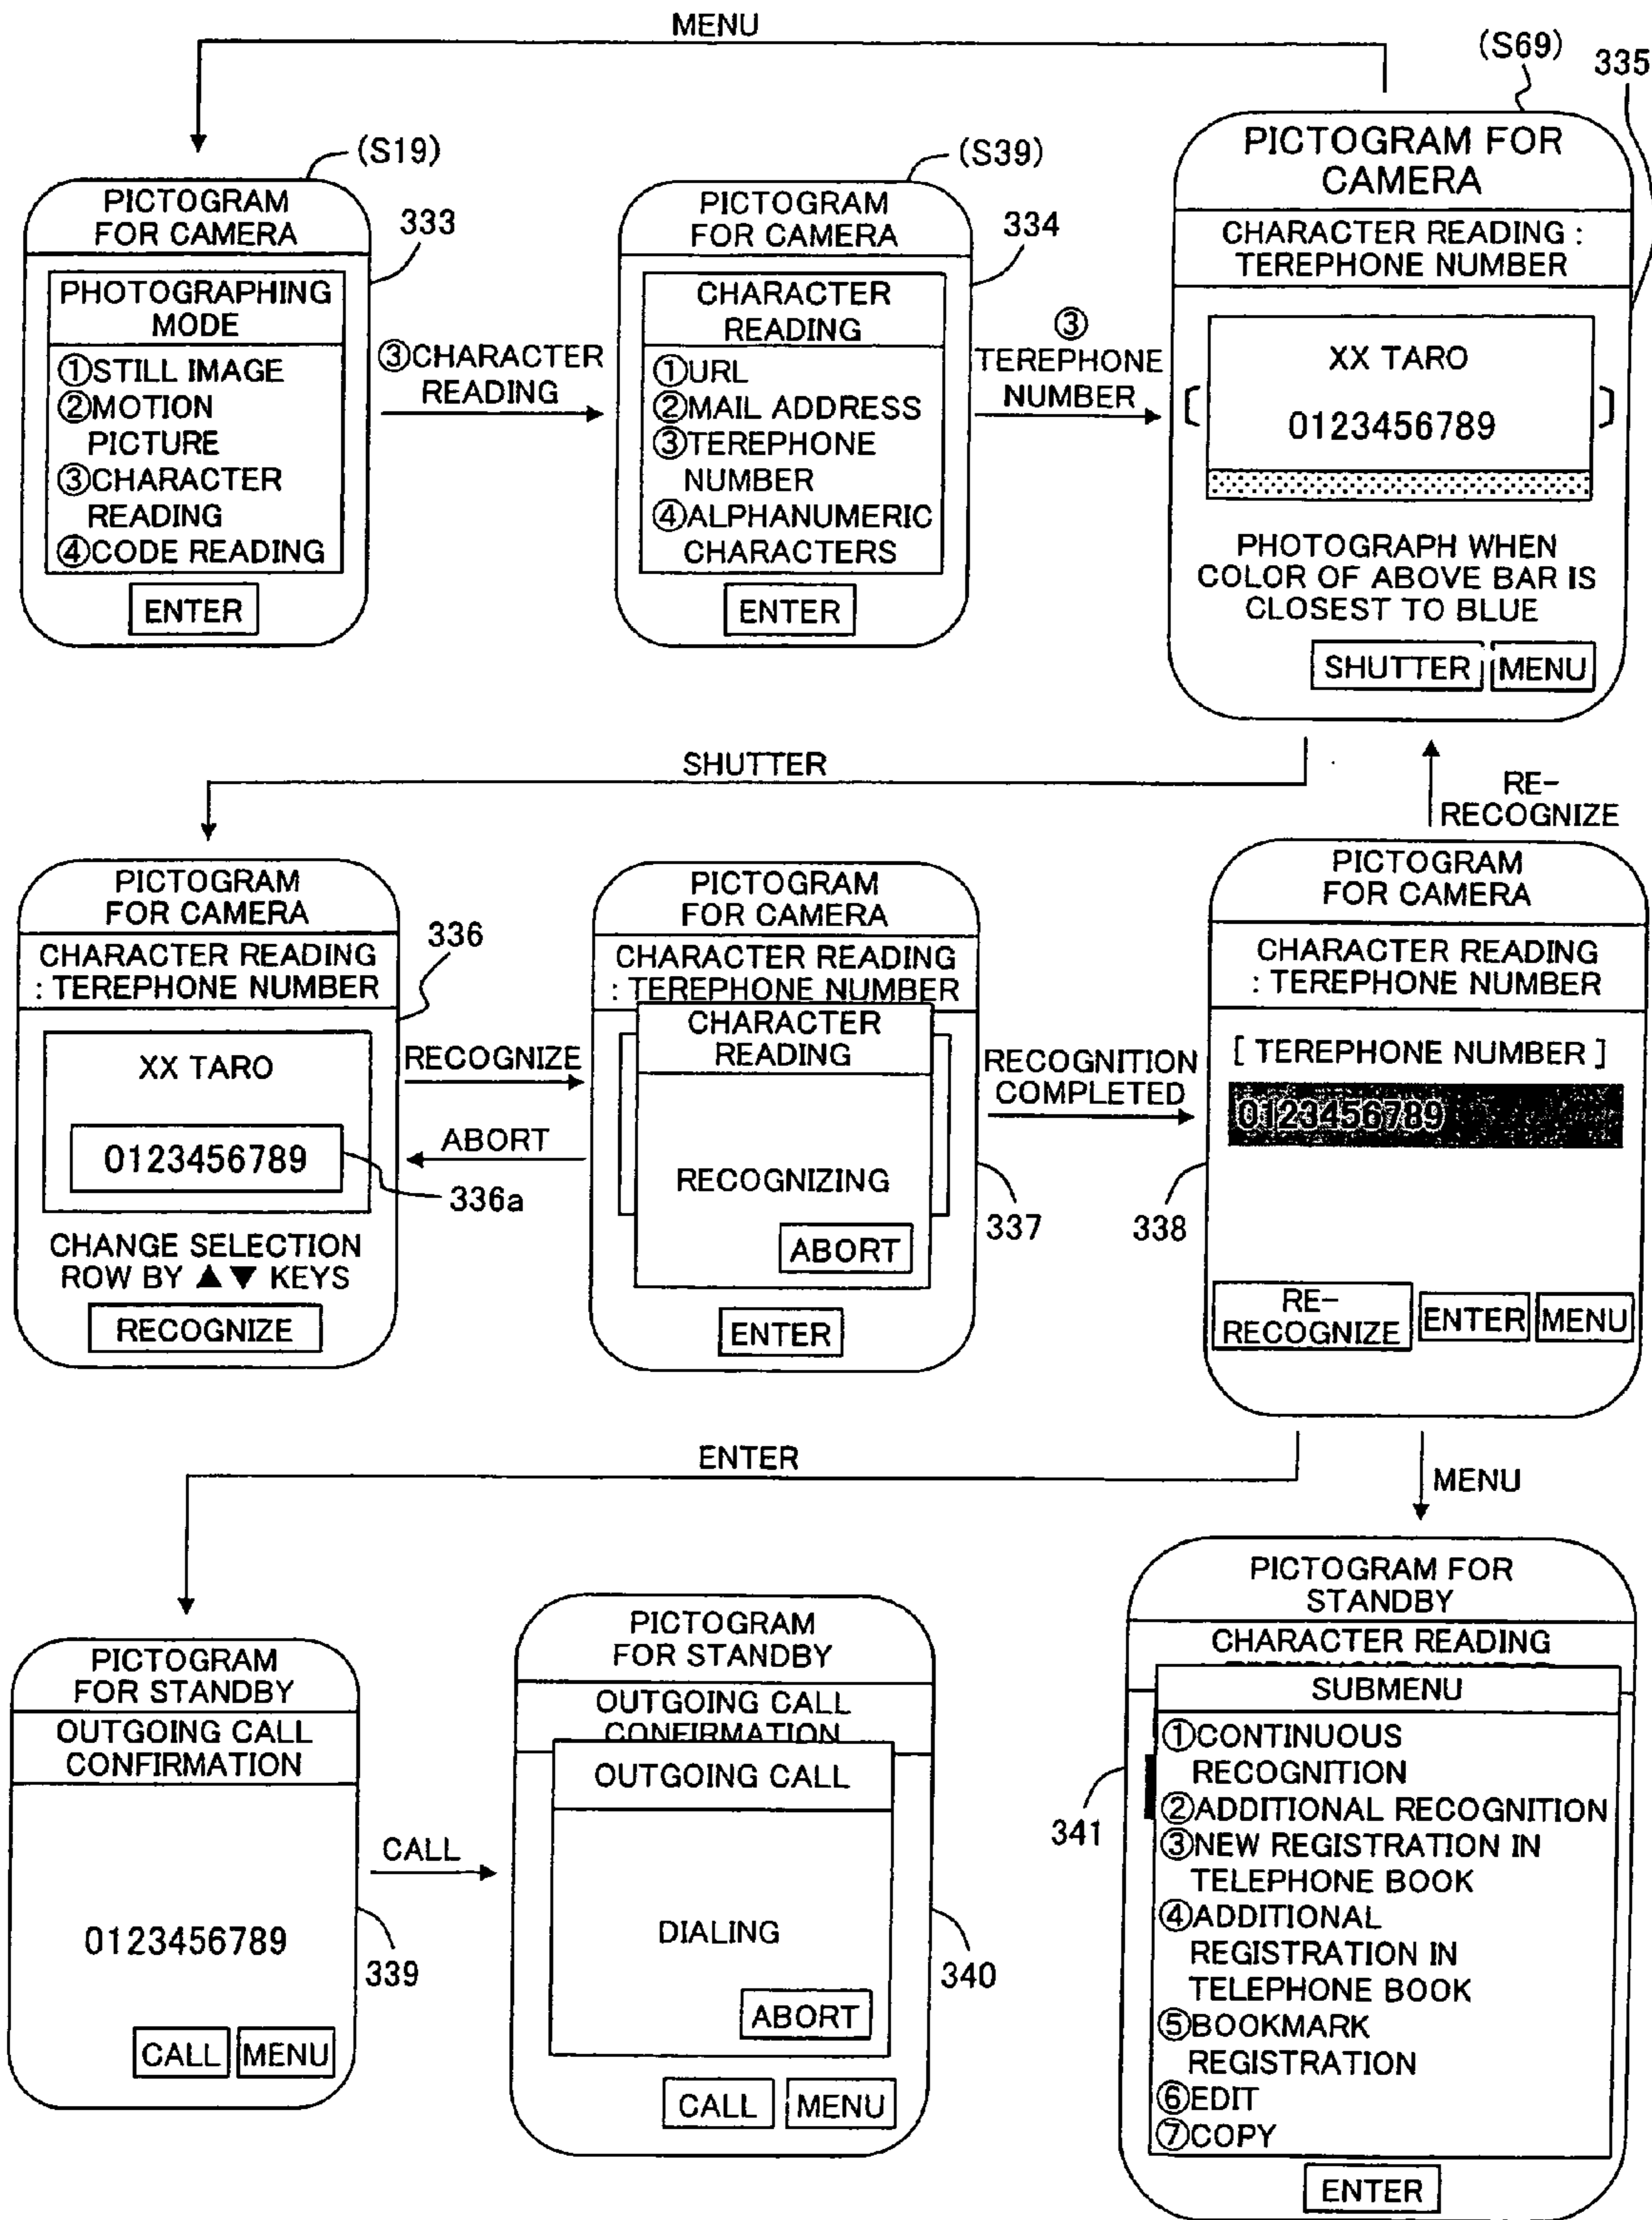 MENU
(S69)
335
(S19)
PICTOGRAM
FOR CAMERA
333
PHOTOGRAPHING
MODE
①STILL IMAGE
②MOTION
PICTURE
③CHARACTER
READING
④CODE READING
ENTER
③CHARACTER
READING
(S39)
PICTOGRAM
FOR CAMERA
334
CHARACTER
READING
①URL
②MAIL ADDRESS
③TEREPHONE
NUMBER
④ALPHANUMERIC
CHARACTERS
ENTER
③
TEREPHONE
NUMBER
PICTOGRAM FOR
CAMERA
CHARACTER READING :
TEREPHONE NUMBER
XX TARO
[ ]
0123456789
PHOTOGRAPH WHEN
COLOR OF ABOVE BAR IS
CLOSEST TO BLUE
SHUTTER MENU
SHUTTER
RE-
RECOGNIZE
PICTOGRAM
FOR CAMERA
CHARACTER READING
: TEREPHONE NUMBER
336
XX TARO
0123456789
336a
CHANGE SELECTION
ROW BY ▲ ▼ KEYS
RECOGNIZE
RECOGNIZE
ABORT
PICTOGRAM
FOR CAMERA
CHARACTER READING
: TEREPHONE NUMBER
CHARACTER
READING
RECOGNIZING
ABORT
ENTER
337
RECOGNITION
COMPLETED
PICTOGRAM
FOR CAMERA
CHARACTER READING
: TEREPHONE NUMBER
[ TEREPHONE NUMBER ]
0123456789
338
RE-
RECOGNIZE
ENTER MENU
ENTER
MENU
PICTOGRAM
FOR STANDBY
OUTGOING CALL
CONFIRMATION
0123456789
339
CALL MENU
CALL
PICTOGRAM
FOR STANDBY
OUTGOING CALL
CONFIRMATION
OUTGOING CALL
DIALING
ABORT
340
CALL MENU
PICTOGRAM FOR
STANDBY
CHARACTER READING
SUBMENU
341
①CONTINUOUS
RECOGNITION
②ADDITIONAL RECOGNITION
③NEW REGISTRATION IN
TELEPHONE BOOK
④ADDITIONAL
REGISTRATION IN
TELEPHONE BOOK
⑤BOOKMARK
REGISTRATION
⑥EDIT
⑦COPY
ENTER